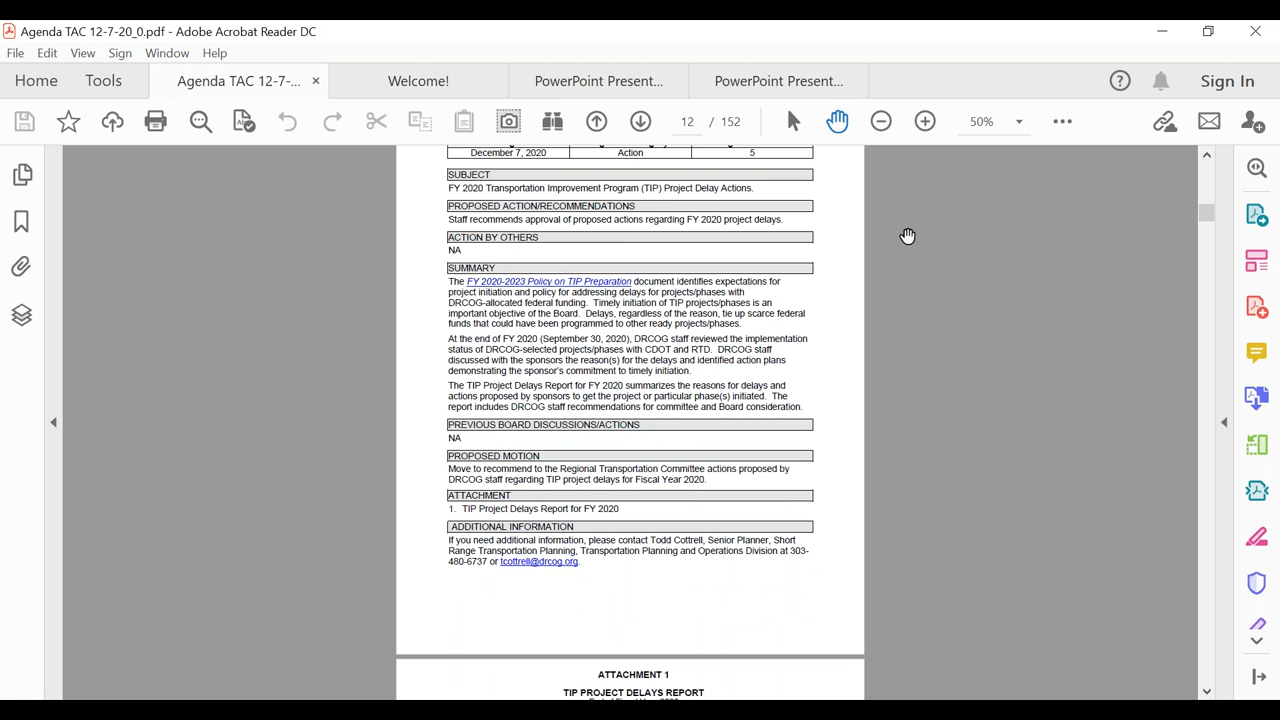 Agenda TAC 12-7-20_0.pdf - Adobe Acrobat Reader DC
File Edit View Sign Window Help
Home Tools Agenda TAC 12-7-... × Welcome! PowerPoint Present... PowerPoint Present... Sign In
12 / 152 50%
December 7, 2020 Action 5
SUBJECT
FY 2020 Transportation Improvement Program (TIP) Project Delay Actions.
PROPOSED ACTION/RECOMMENDATIONS
Staff recommends approval of proposed actions regarding FY 2020 project delays.
ACTION BY OTHERS
NA
SUMMARY
The FY 2020-2023 Policy on TIP Preparation document identifies expectations for
project initiation and policy for addressing delays for projects/phases with
DRCOG-allocated federal funding. Timely initiation of TIP projects/phases is an
important objective of the Board. Delays, regardless of the reason, tie up scarce federal
funds that could have been programmed to other ready projects/phases.
At the end of FY 2020 (September 30, 2020), DRCOG staff reviewed the implementation
status of DRCOG-selected projects/phases with CDOT and RTD. DRCOG staff
discussed with the sponsors the reason(s) for the delays and identified action plans
demonstrating the sponsor's commitment to timely initiation.
The TIP Project Delays Report for FY 2020 summarizes the reasons for delays and
actions proposed by sponsors to get the project or particular phase(s) initiated. The
report includes DRCOG staff recommendations for committee and Board consideration.
PREVIOUS BOARD DISCUSSIONS/ACTIONS
NA
PROPOSED MOTION
Move to recommend to the Regional Transportation Committee actions proposed by
DRCOG staff regarding TIP project delays for Fiscal Year 2020.
ATTACHMENT
1. TIP Project Delays Report for FY 2020
ADDITIONAL INFORMATION
If you need additional information, please contact Todd Cottrell, Senior Planner, Short
Range Transportation Planning, Transportation Planning and Operations Division at 303-
480-6737 or tcottrell@drcog.org.
ATTACHMENT 1
TIP PROJECT DELAYS REPORT